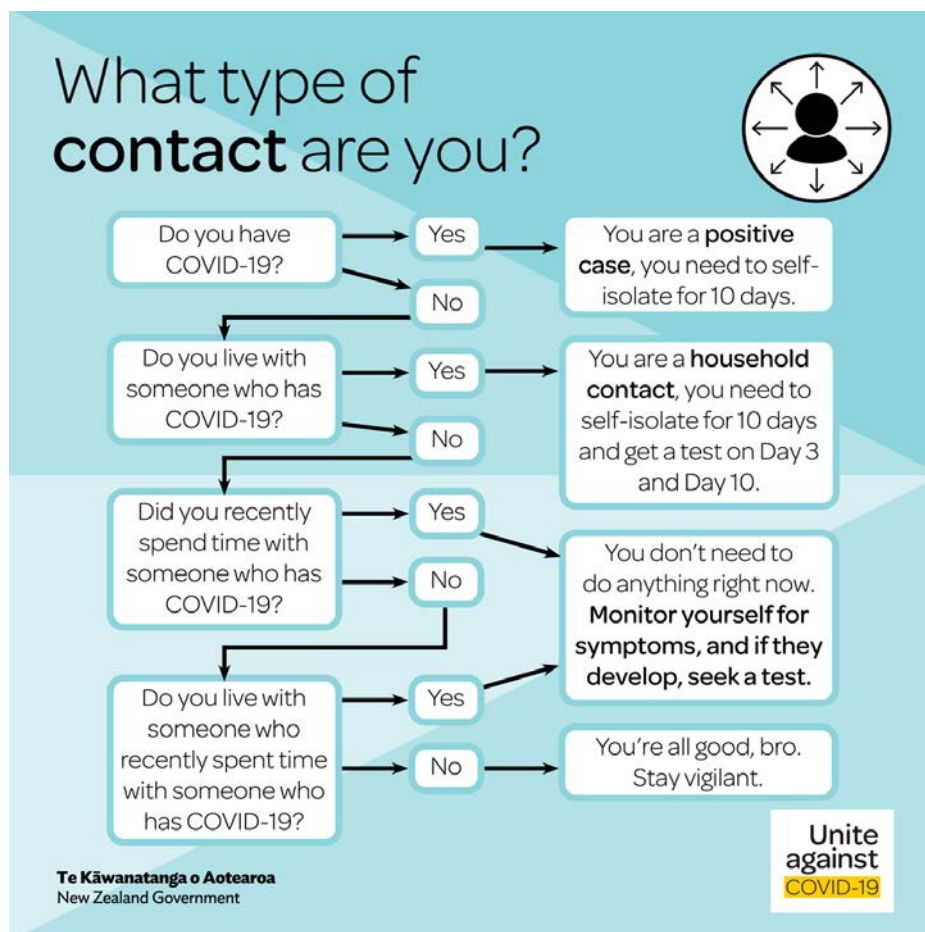 What type of
contact are you?
Do you have
COVID-19?
Yes
You are a positive
case, you need to self-
isolate for 10 days.
No
Do you live with
someone who has
COVID-19?
Yes
You are a household
contact, you need to
self-isolate for 10 days
and get a test on Day 3
and Day 10.
No
Did you recently
spend time with
someone who has
COVID-19?
Yes
No
You don't need to
do anything right now.
Monitor yourself for
symptoms, and if they
develop, seek a test.
Do you live with
someone who
recently spent time
with someone who
has COVID-19?
Yes
No
You're all good, bro.
Stay vigilant.
Te Kāwanatanga o Aotearoa
New Zealand Government
Unite
against
COVID-19